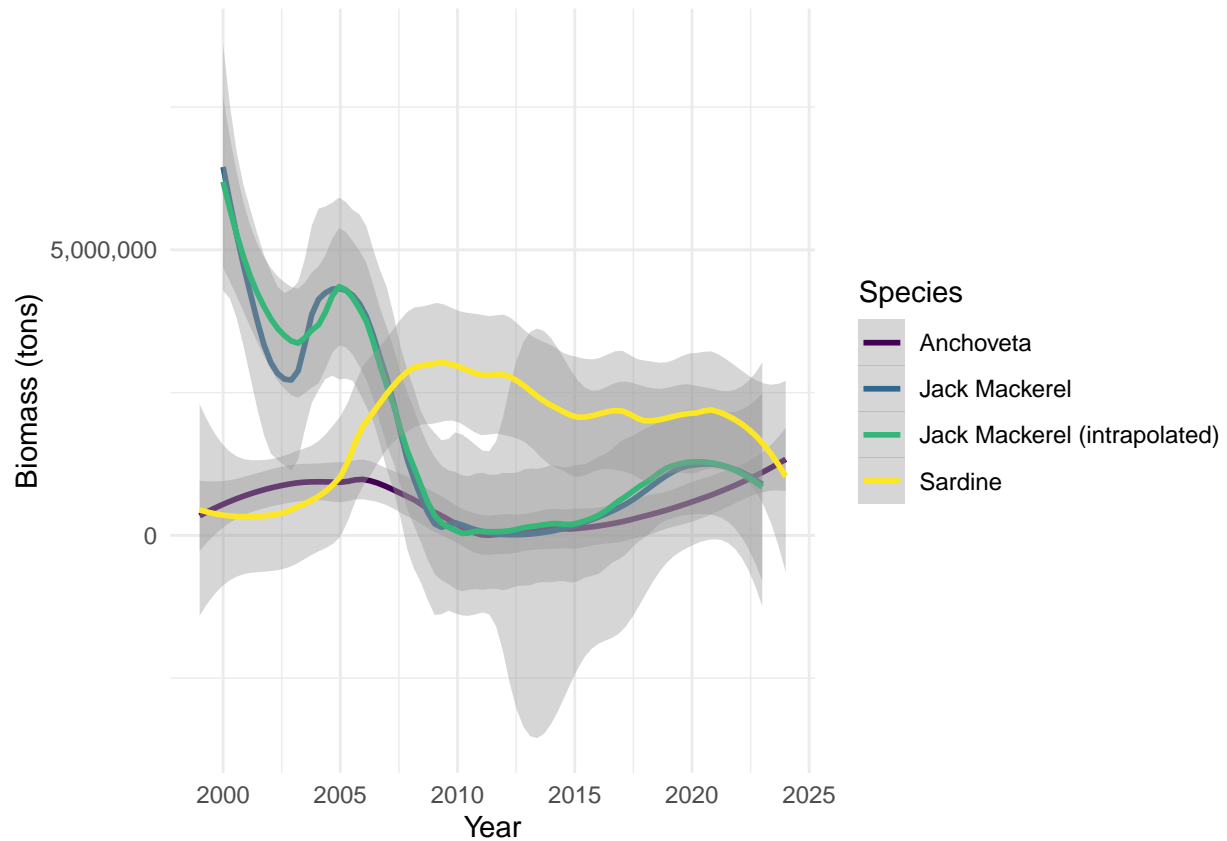 5,000,000
0
Biomass (tons)
2000 2005 2010 2015 2020 2025
Year
Species
Anchoveta
Jack Mackerel
Jack Mackerel (intrapolated)
Sardine